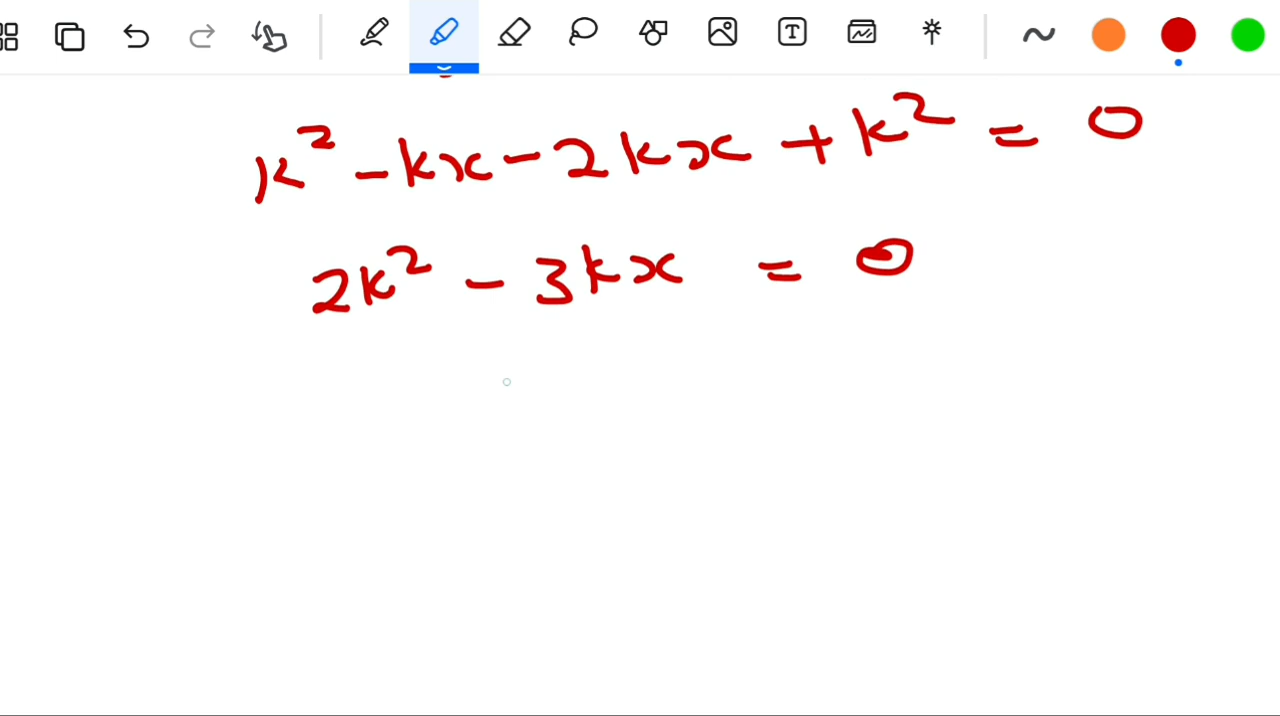 k² - kx - 2kx + k² = 0
2k² - 3kx = 0